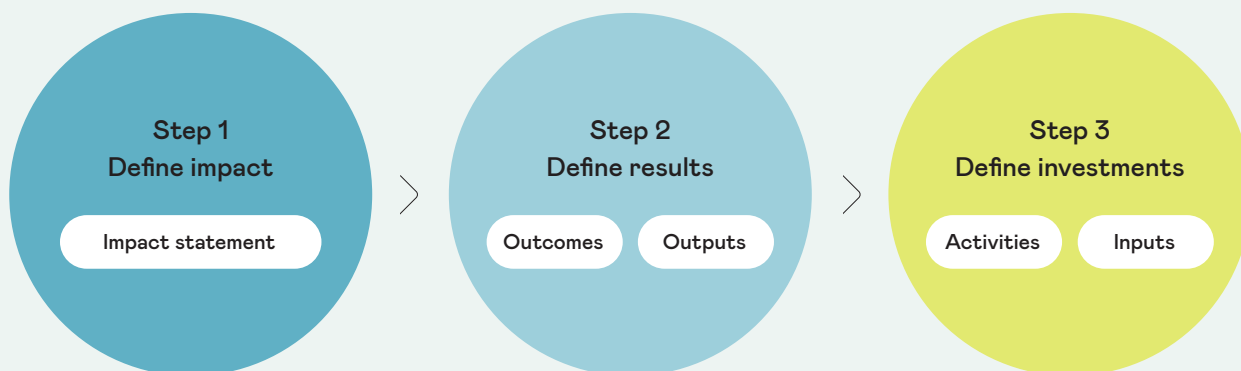 Step 1
Define impact
Impact statement
Step 2
Define results
Outcomes
Outputs
Step 3
Define investments
Activities
Inputs